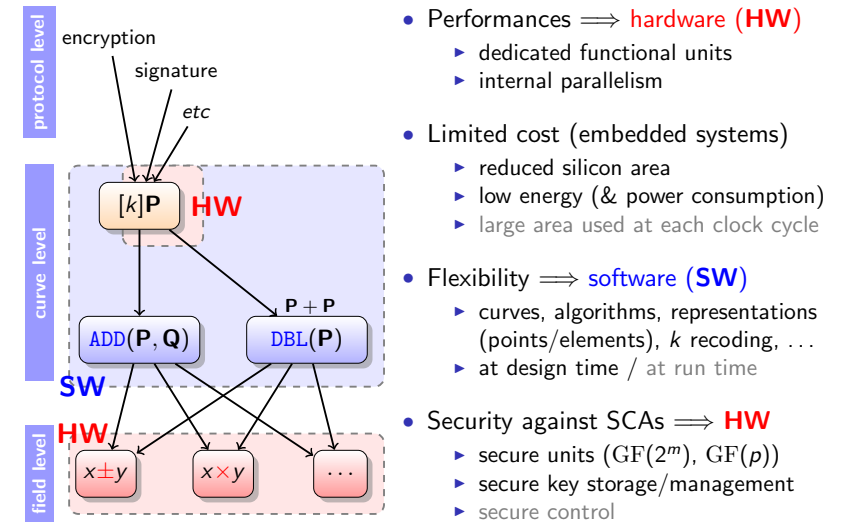 protocol level
encryption
signature
etc
curve level
[k]P
HW
P + P
ADD(P, Q)
DBL(P)
SW
field level
HW
x±y
x×y
...
• Performances ⟹ hardware (HW)
▶ dedicated functional units
▶ internal parallelism
• Limited cost (embedded systems)
▶ reduced silicon area
▶ low energy (& power consumption)
▶ large area used at each clock cycle
• Flexibility ⟹ software (SW)
▶ curves, algorithms, representations
(points/elements), k recoding, ...
▶ at design time / at run time
• Security against SCAs ⟹ HW
▶ secure units (GF(2ᵐ), GF(p))
▶ secure key storage/management
▶ secure control